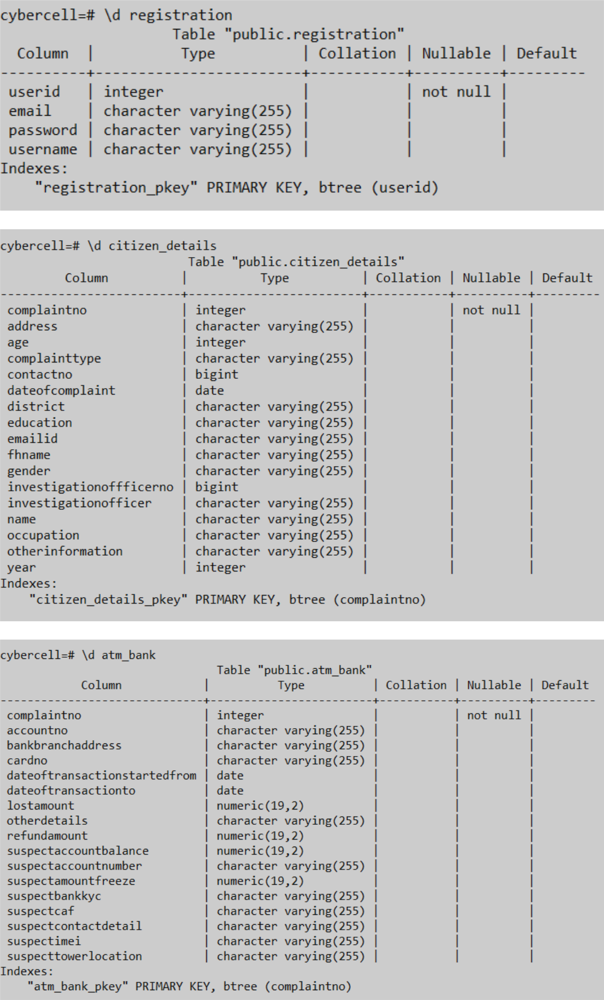 cybercell=# \d registration
Table "public.registration"
Column | Type | Collation | Nullable | Default
----------+------------------------+-----------+----------+---------
userid | integer | | not null |
email | character varying(255) | | |
password | character varying(255) | | |
username | character varying(255) | | |
Indexes:
"registration_pkey" PRIMARY KEY, btree (userid)
cybercell=# \d citizen_details
Table "public.citizen_details"
Column | Type | Collation | Nullable | Default
-------------------------+------------------------+-----------+----------+---------
complaintno | integer | | not null |
address | character varying(255) | | |
age | integer | | |
complainttype | character varying(255) | | |
contactno | bigint | | |
dateofcomplaint | date | | |
district | character varying(255) | | |
education | character varying(255) | | |
emailid | character varying(255) | | |
fhname | character varying(255) | | |
gender | character varying(255) | | |
investigationoffficerno | bigint | | |
investigationofficer | character varying(255) | | |
name | character varying(255) | | |
occupation | character varying(255) | | |
otherinformation | character varying(255) | | |
year | integer | | |
Indexes:
"citizen_details_pkey" PRIMARY KEY, btree (complaintno)
cybercell=# \d atm_bank
Table "public.atm_bank"
Column | Type | Collation | Nullable | Default
------------------------------+------------------------+-----------+----------+---------
complaintno | integer | | not null |
accountno | character varying(255) | | |
bankbranchaddress | character varying(255) | | |
cardno | character varying(255) | | |
dateoftransactionstartedfrom | date | | |
dateoftransactionto | date | | |
lostamount | numeric(19,2) | | |
otherdetails | character varying(255) | | |
refundamount | numeric(19,2) | | |
suspectaccountbalance | numeric(19,2) | | |
suspectaccountnumber | character varying(255) | | |
suspectamountfreeze | numeric(19,2) | | |
suspectbankkyc | character varying(255) | | |
suspectcaf | character varying(255) | | |
suspectcontactdetail | character varying(255) | | |
suspectimei | character varying(255) | | |
suspecttowerlocation | character varying(255) | | |
Indexes:
"atm_bank_pkey" PRIMARY KEY, btree (complaintno)